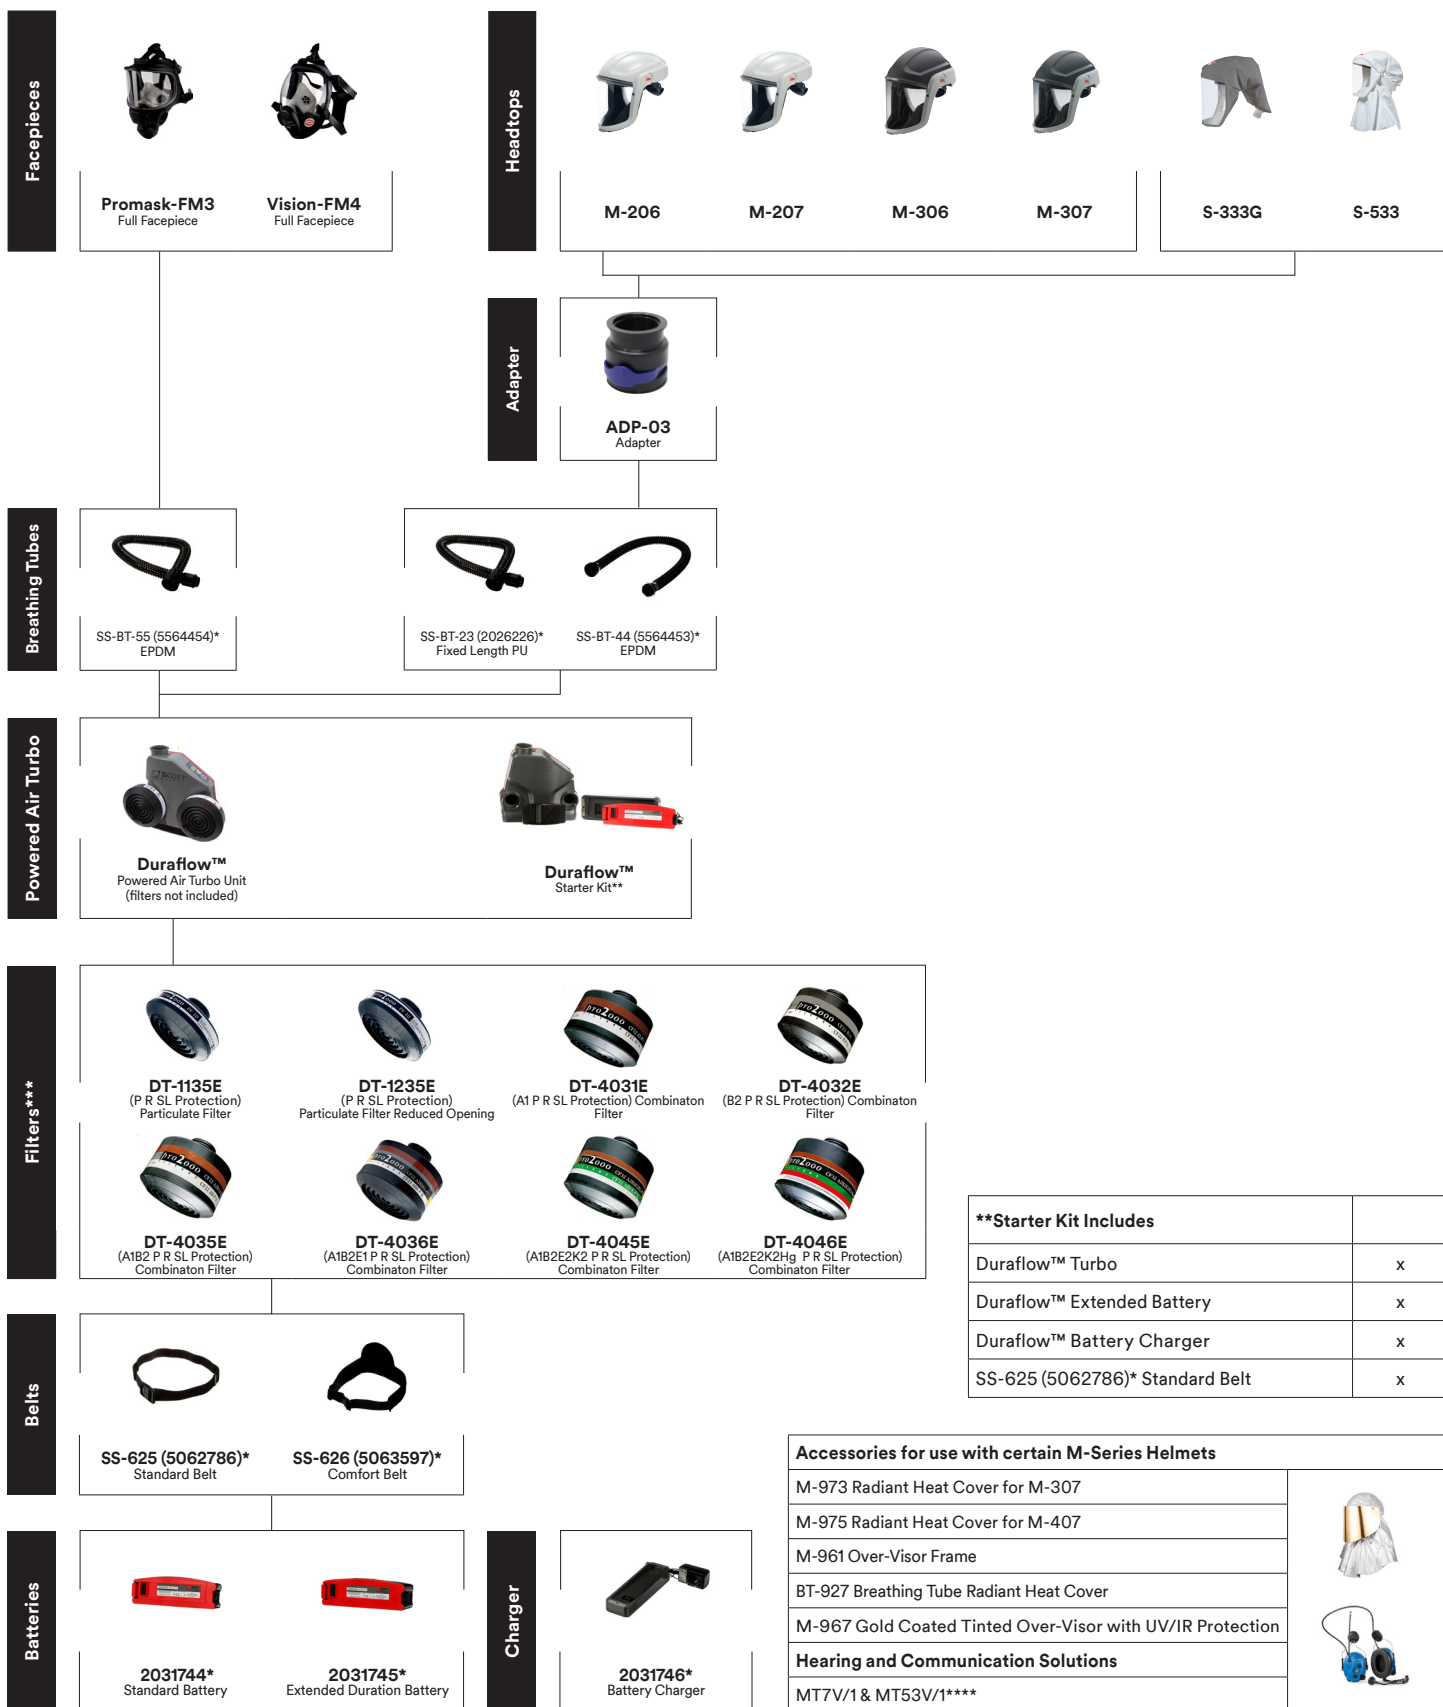 Facepieces
Promask-FM3
Full Facepiece
Vision-FM4
Full Facepiece
Headtops
M-206
M-207
M-306
M-307
S-333G
S-533
Adapter
ADP-03
Adapter
Breathing Tubes
SS-BT-55 (5564454)*
EPDM
SS-BT-23 (2026226)*
Fixed Length PU
SS-BT-44 (5564453)*
EPDM
Powered Air Turbo
SCOTT
Duraflow™
Powered Air Turbo Unit
(filters not included)
Duraflow™
Starter Kit**
Filters***
DT-1135E
(P R SL Protection)
Particulate Filter
DT-1235E
(P R SL Protection)
Particulate Filter Reduced Opening
pro2000
DT-4031E
(A1 P R SL Protection) Combinaton
Filter
pro2000
DT-4032E
(B2 P R SL Protection) Combinaton
Filter
pro2000
DT-4035E
(A1B2 P R SL Protection)
Combinaton Filter
pro2000
DT-4036E
(A1B2E1 P R SL Protection)
Combinaton Filter
pro2000
DT-4045E
(A1B2E2K2 P R SL Protection)
Combinaton Filter
pro2000
DT-4046E
(A1B2E2K2Hg P R SL Protection)
Combinaton Filter
**Starter Kit Includes
Duraflow™ Turbo x
Duraflow™ Extended Battery x
Duraflow™ Battery Charger x
SS-625 (5062786)* Standard Belt x
Belts
SS-625 (5062786)*
Standard Belt
SS-626 (5063597)*
Comfort Belt
Batteries
2031744*
Standard Battery
2031745*
Extended Duration Battery
Charger
2031746*
Battery Charger
Accessories for use with certain M-Series Helmets
M-973 Radiant Heat Cover for M-307
M-975 Radiant Heat Cover for M-407
M-961 Over-Visor Frame
BT-927 Breathing Tube Radiant Heat Cover
M-967 Gold Coated Tinted Over-Visor with UV/IR Protection
Hearing and Communication Solutions
MT7V/1 & MT53V/1****